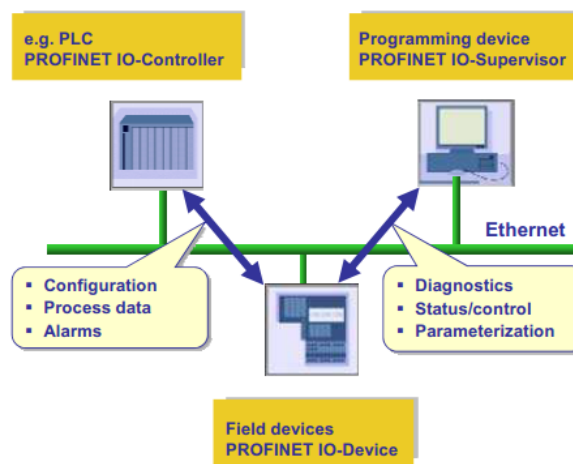 e.g. PLC
PROFINET IO-Controller
Programming device
PROFINET IO-Supervisor
Ethernet
▪ Configuration
▪ Process data
▪ Alarms
▪ Diagnostics
▪ Status/control
▪ Parameterization
Field devices
PROFINET IO-Device